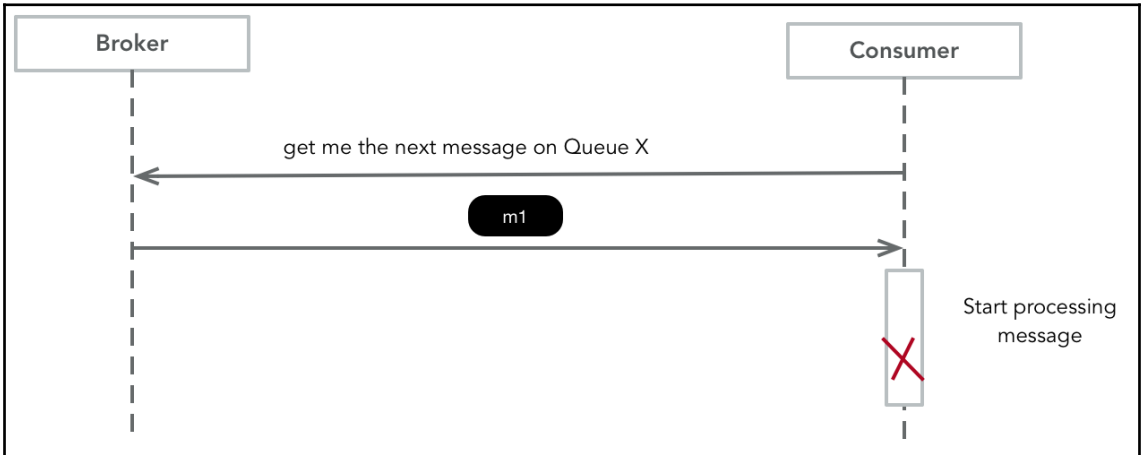 Broker
Consumer
get me the next message on Queue X
m1
Start processing
message